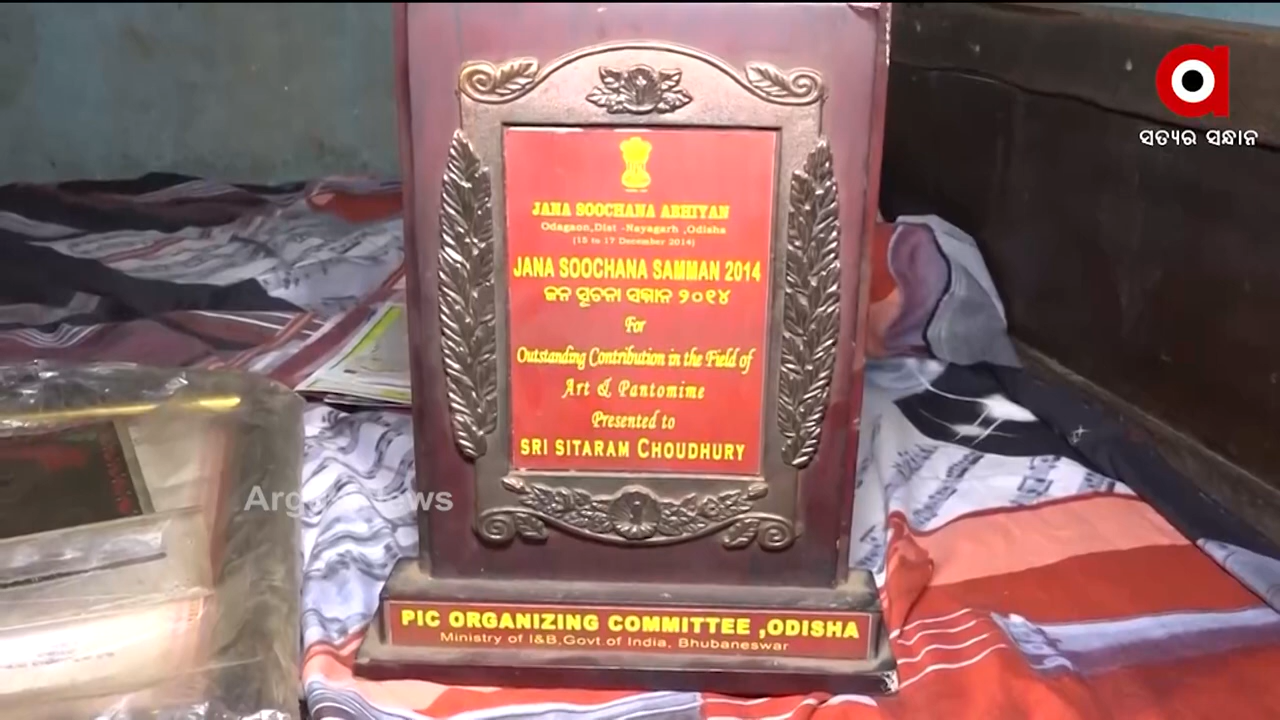 ସତ୍ୟର ସନ୍ଧାନ
JANA SOOCHANA ABHIYAN
Odagaon,Dist -Nayagarh ,Odisha
(15 to 17 December 2014)
JANA SOOCHANA SAMMAN 2014
ଜନ ସୂଚନା ସମ୍ମାନ ୨୦୧୪
For
Outstanding Contribution in the Field of
Art & Pantomime
Presented to
SRI SITARAM CHOUDHURY
News
PIC ORGANIZING COMMITTEE ,ODISHA
Ministry of I&B,Govt.of India, Bhubaneswar